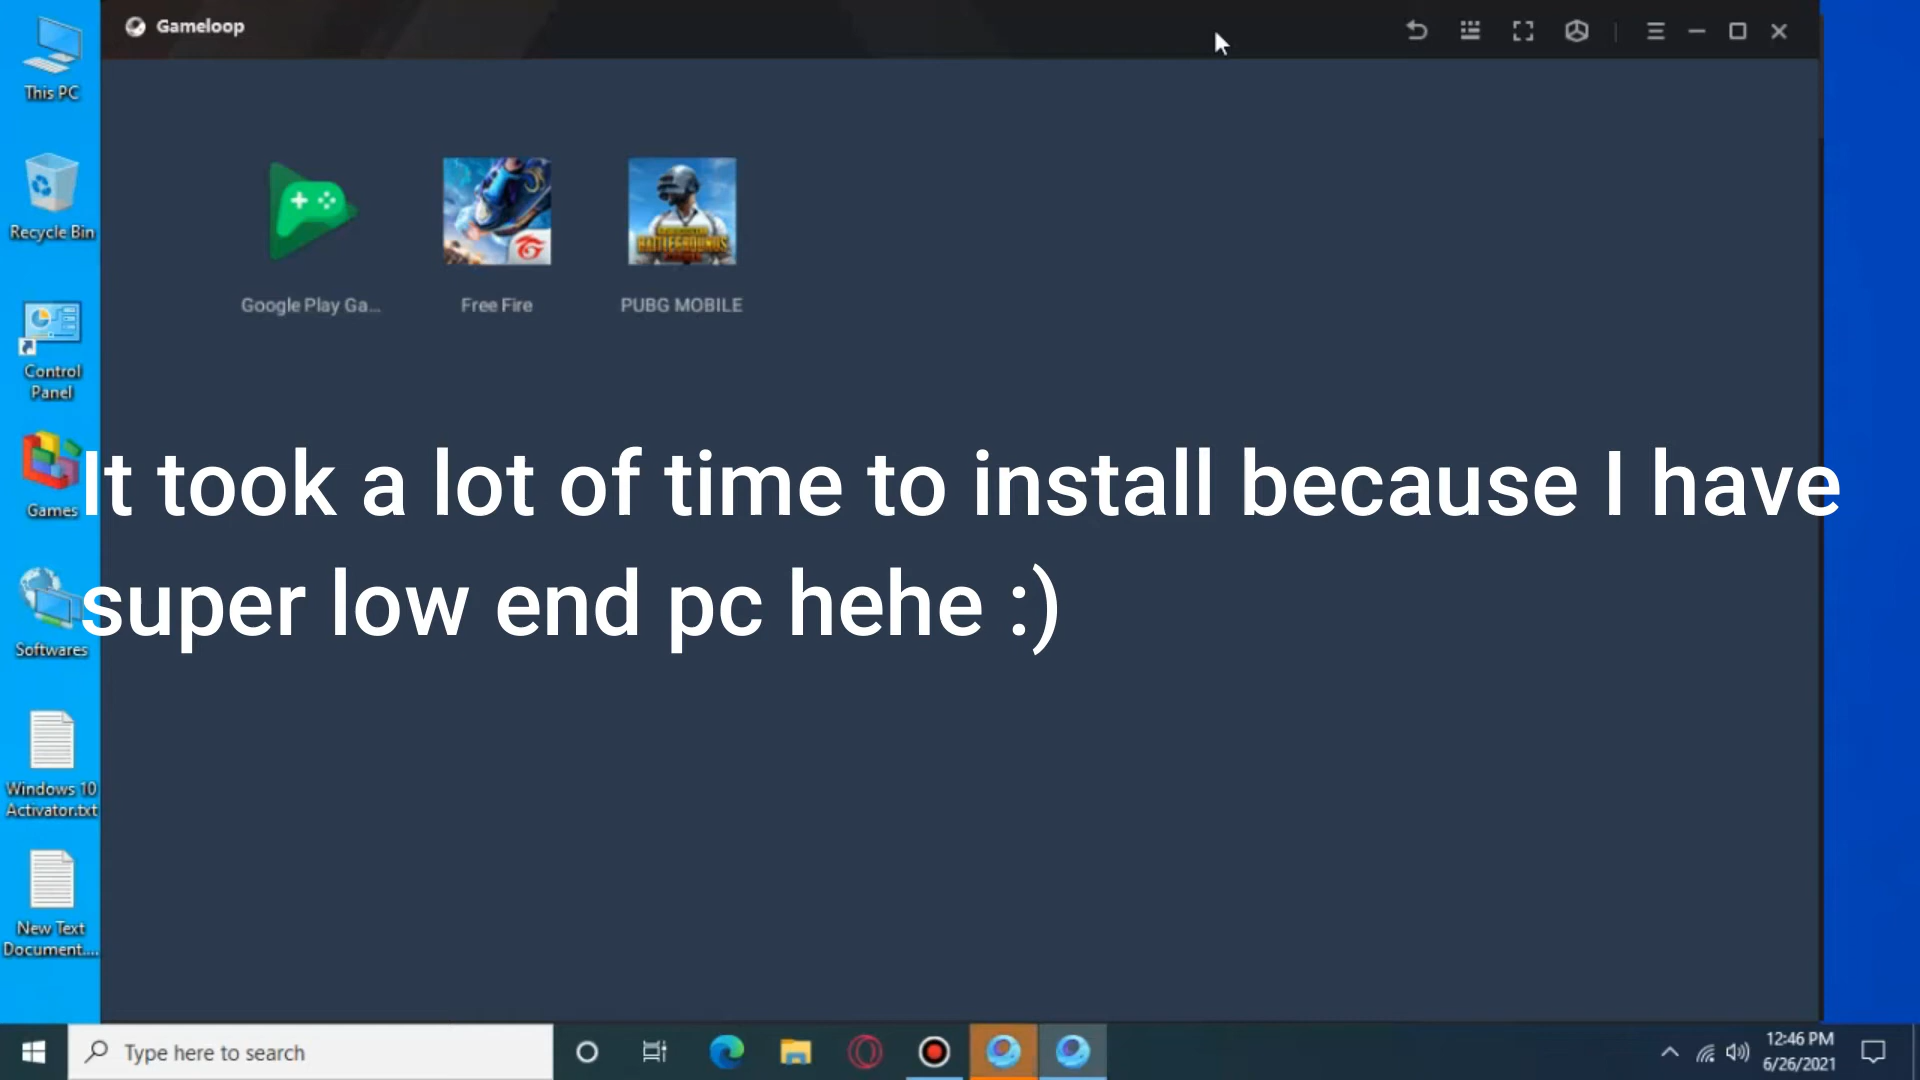 Gameloop
This PC
Recycle Bin
Control
Panel
Games
Softwares
Windows 10
Activator.txt
New Text
Document....
Google Play Ga...
Free Fire
PUBG MOBILE
BATTLEGROUNDS
It took a lot of time to install because I have
super low end pc hehe :)
Type here to search
12:46 PM
6/26/2021